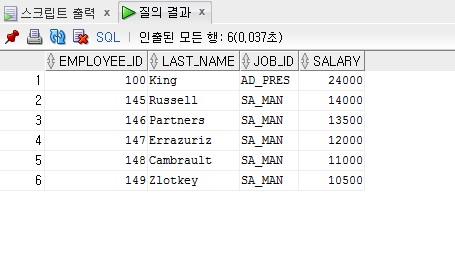 스크립트 출력 x 질의 결과 x
SQL | 인출된 모든 행: 6(0,037초)
EMPLOYEE_ID LAST_NAME JOB_ID SALARY
1 100 King AD_PRES 24000
2 145 Russell SA_MAN 14000
3 146 Partners SA_MAN 13500
4 147 Errazuriz SA_MAN 12000
5 148 Cambrault SA_MAN 11000
6 149 Zlotkey SA_MAN 10500